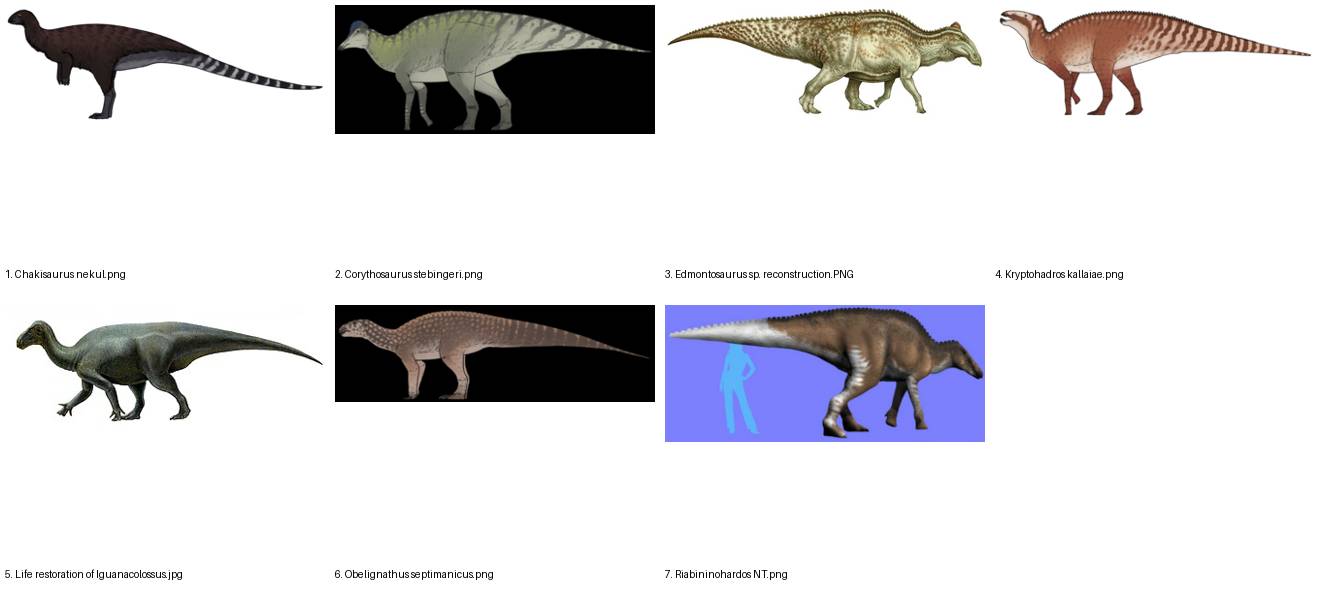 1. Chakisaurus nekul.png
2. Corythosaurus stebingeri.png
3. Edmontosaurus sp. reconstruction.PNG
4. Kryptohadros kallaiae.png
5. Life restoration of Iguanacolossus.jpg
6. Obelignathus septimanicus.png
7. Riabininohardos NT.png